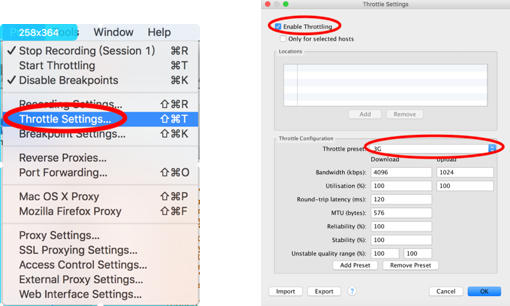 258x364
Tools
Window
Help
✓ Stop Recording (Session 1) ⌘R
Start Throttling ⌘T
✓ Disable Breakpoints ⌘K
Recording Settings... ⇧⌘R
Throttle Settings... ⇧⌘T
Breakpoint Settings... ⇧⌘K
Reverse Proxies...
Port Forwarding... ⇧⌘O
Mac OS X Proxy ⇧⌘P
Mozilla Firefox Proxy ⇧⌘F
Proxy Settings...
SSL Proxying Settings...
Access Control Settings...
External Proxy Settings...
Web Interface Settings...
Throttle Settings
Enable Throttling
Only for selected hosts
Locations
Add Remove
Throttle Configuration
Throttle preset: 3G
Download Upload
Bandwidth (kbps): 4096 1024
Utilisation (%): 100 100
Round-trip latency (ms): 120
MTU (bytes): 576
Reliability (%): 100
Stability (%): 100
Unstable quality range (%): 100 100
Add Preset Remove Preset
Import Export ? Cancel OK